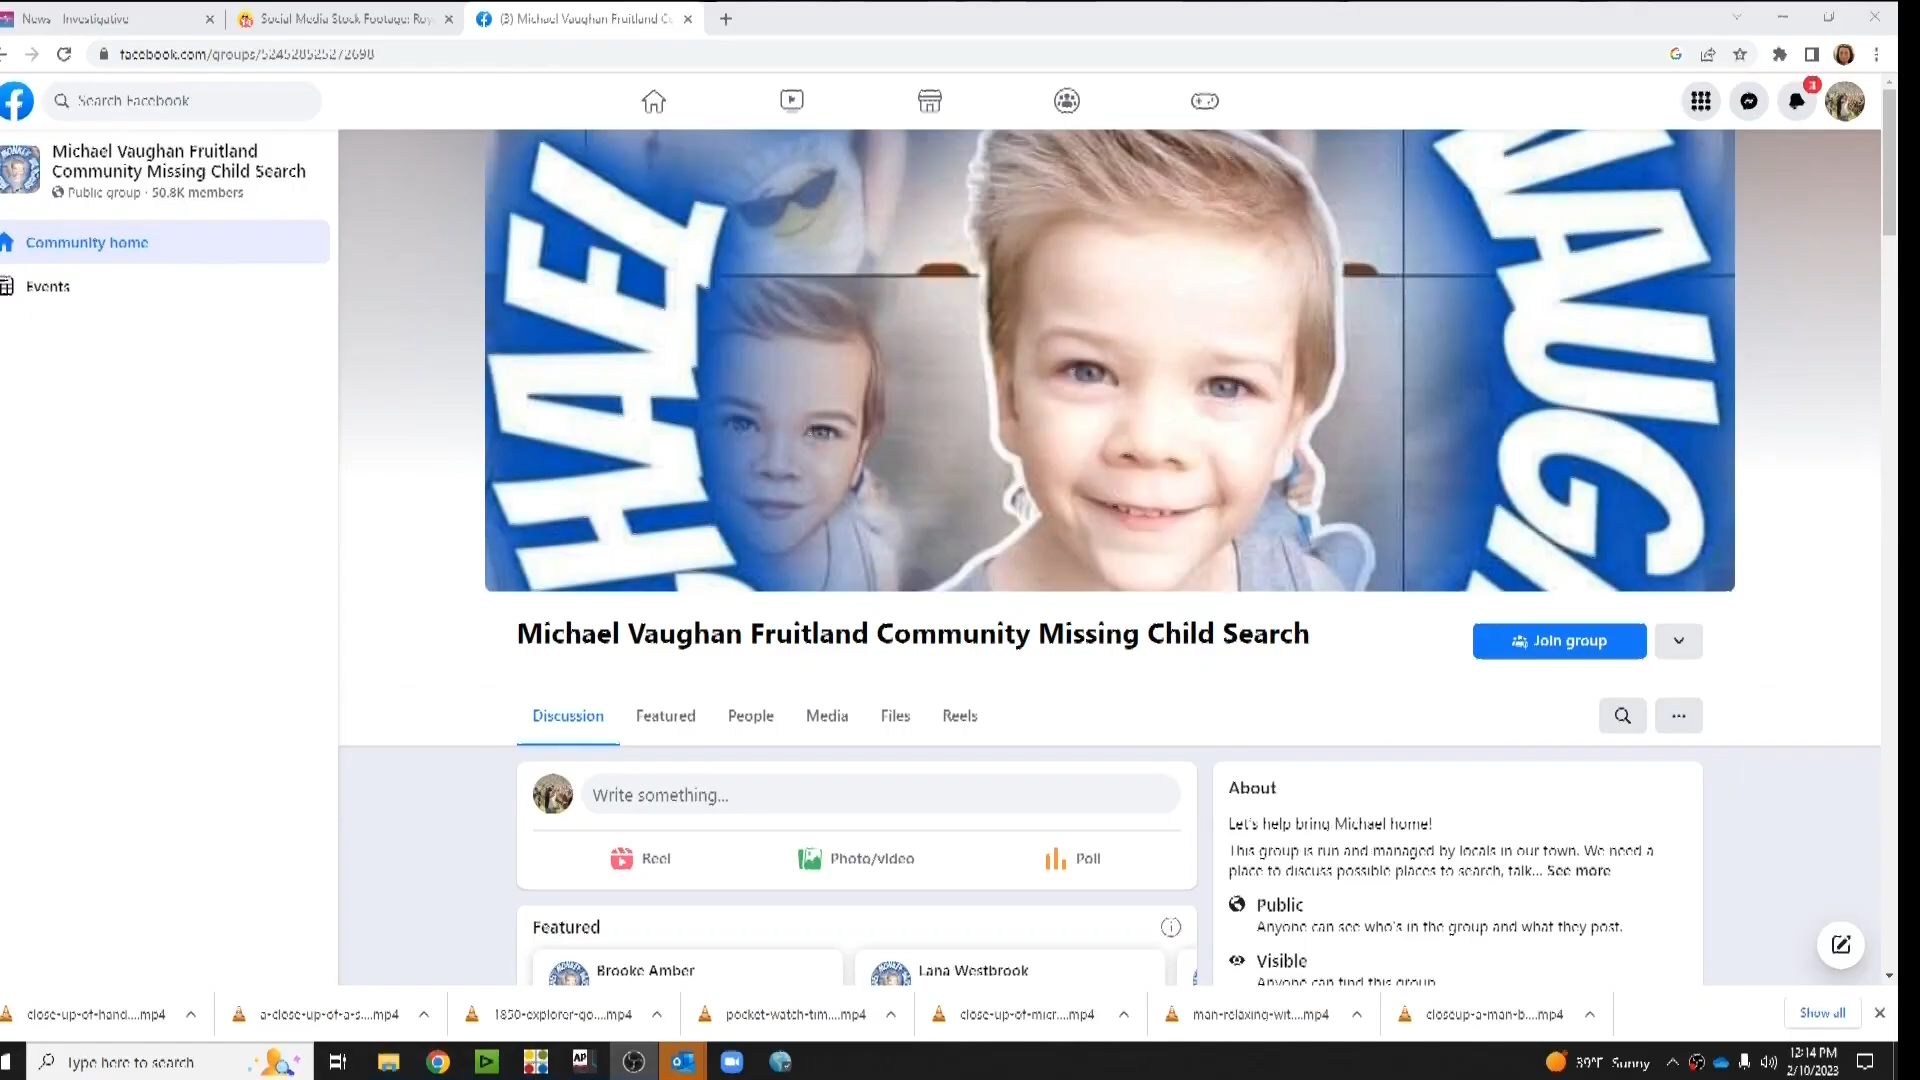 News - Investigative
Social Media Stock Footage: Roy
(3) Michael Vaughan Fruitland C
facebook.com/groups/524528525272698
Search Facebook
3
Michael Vaughan Fruitland
Community Missing Child Search
Public group · 50.8K members
Community home
Events
HAEL
VAUGH
Michael Vaughan Fruitland Community Missing Child Search
Join group
Discussion
Featured
People
Media
Files
Reels
Write something...
Reel
Photo/video
Poll
Featured
Brooke Amber
Lana Westbrook
About
Let's help bring Michael home!
This group is run and managed by locals in our town. We need a
place to discuss possible places to search, talk... See more
Public
Anyone can see who's in the group and what they post.
Visible
Anyone can find this group.
close-up-of-hand....mp4
a-close-up-of-a-s....mp4
1850-explorer-go....mp4
pocket-watch-tim....mp4
close-up-of-micr....mp4
man-relaxing-wit....mp4
closeup-a-man-b....mp4
Show all
Type here to search
AP
39°F Sunny
12:14 PM
2/10/2023